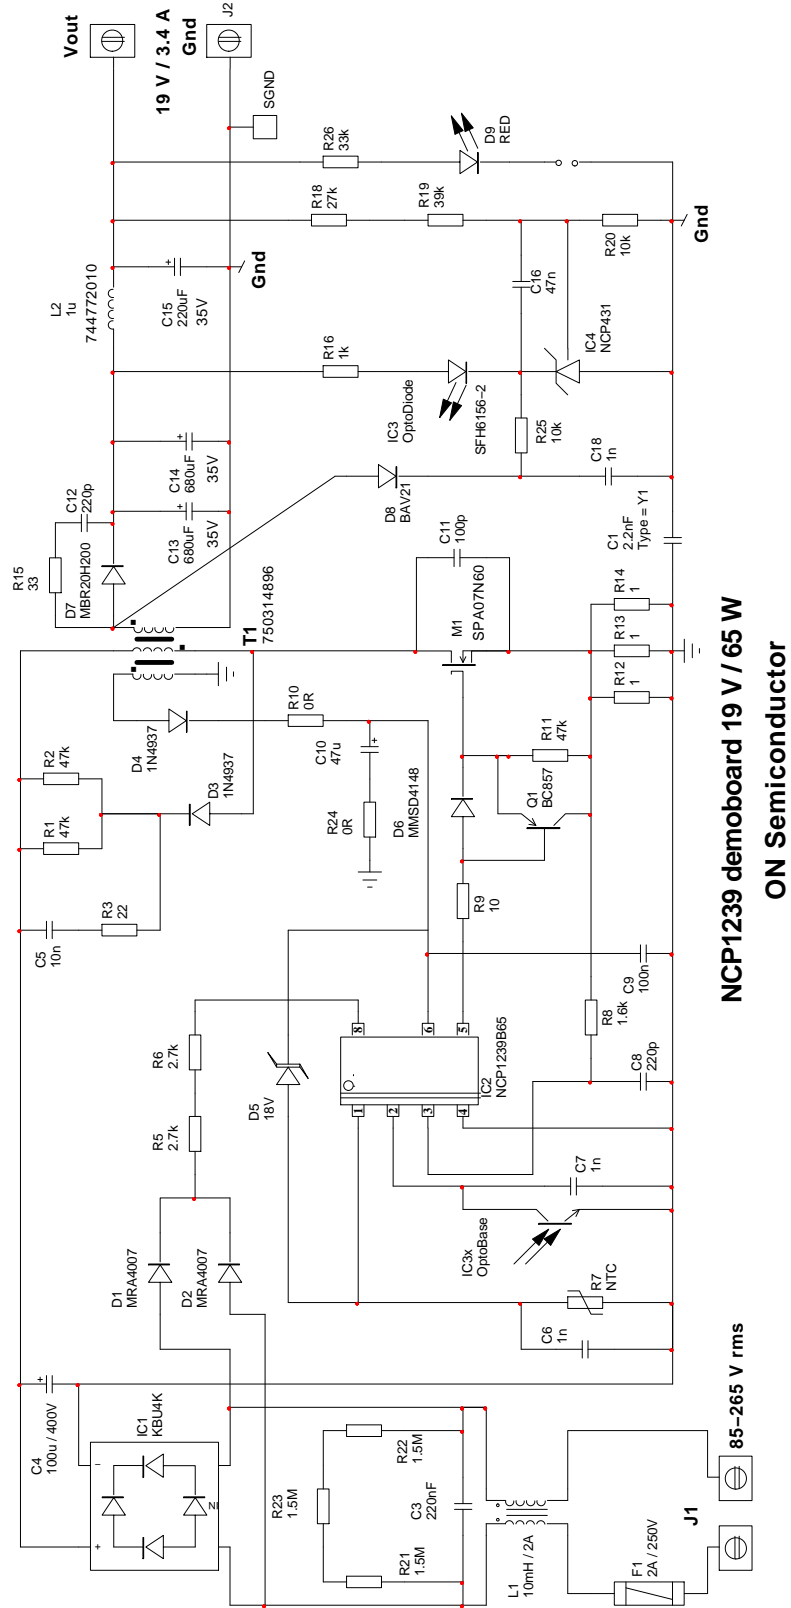 Vout
19 V / 3.4 A
Gnd
J2
SGND
R26
33k
D9
RED
R18
27k
R19
39k
R20
10k
Gnd
Gnd
L2
1u
744772010
C15
220uF
35V
C16
47n
R16
1k
IC3
OptoDiode
SFH6156-2
IC4
NCP431
R25
10k
C18
1n
C14
680uF
35V
C13
680uF
35V
C12
220p
R15
33
D7
MBR20H200
D8
BAV21
C1
2.2nF
Type = Y1
C11
100p
M1
SPA07N60
T1
750314896
R14
1
R13
1
R12
1
R10
0R
D4
1N4937
D3
1N4937
R2
47k
R1
47k
C10
47u
R24
0R
D6
MMSD4148
R11
47k
Q1
BC857
R3
22
C5
10n
R9
10
C9
100n
R8
1.6k
C8
220p
R6
2.7k
R5
2.7k
D5
18V
IC2
NCP1239B65
8
6
5
1
2
3
4
C7
1n
IC3x
OptoBase
D1
MRA4007
D2
MRA4007
R7
NTC
C6
1n
C4
100u / 400V
IC1
KBU4K
IN
R23
1.5M
R22
1.5M
R21
1.5M
C3
220nF
L1
10mH / 2A
F1
2A / 250V
J1
85-265 V rms
NCP1239 demoboard 19 V / 65 W
ON Semiconductor